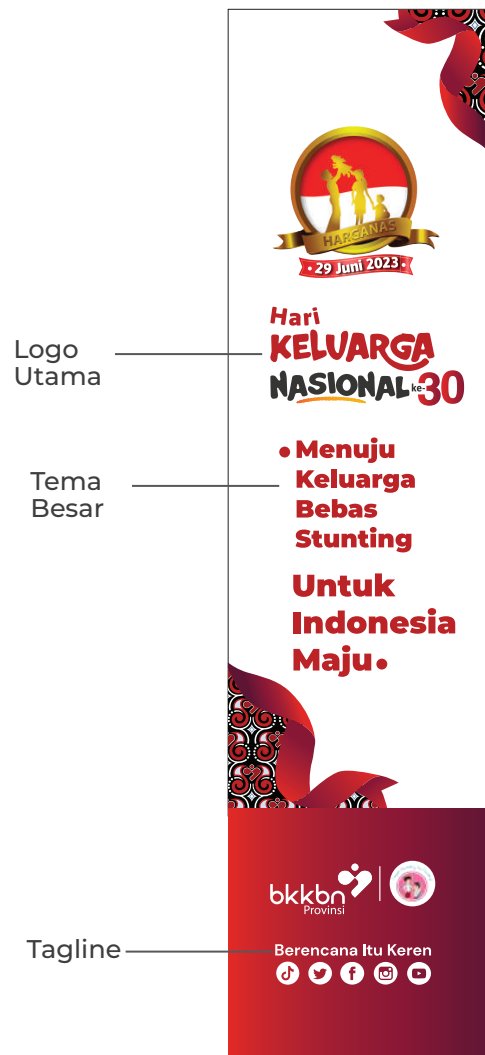 HARGANAS
• 29 Juni 2023 •
Hari
KELUARGA
NASIONAL ke-30
Logo
Utama
• Menuju
Keluarga
Bebas
Stunting
Tema
Besar
Untuk
Indonesia
Maju •
bkkbn
Provinsi
Tagline
Berencana Itu Keren